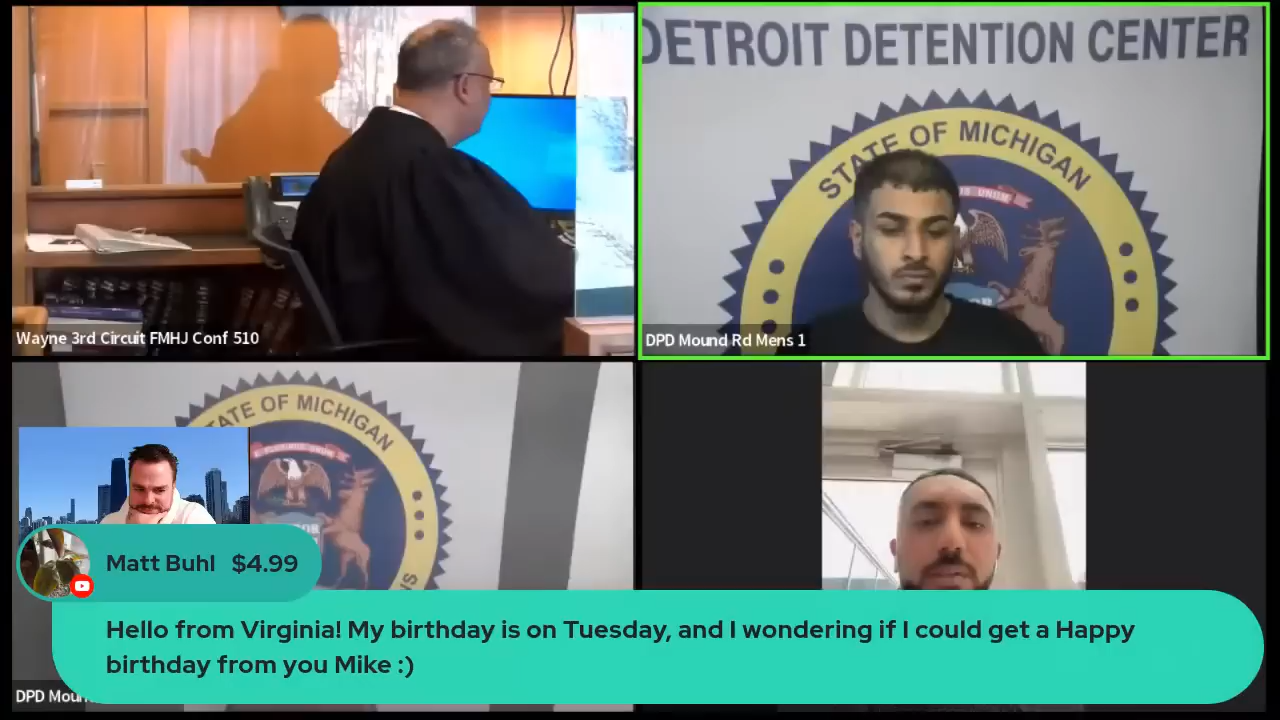 DETROIT DETENTION CENTER
STATE OF MICHIGAN
Wayne 3rd Circuit FMHJ Conf 510
DPD Mound Rd Mens 1
STATE OF MICHIGAN
Matt Buhl $4.99
Hello from Virginia! My birthday is on Tuesday, and I wondering if I could get a Happy
birthday from you Mike :)
DPD